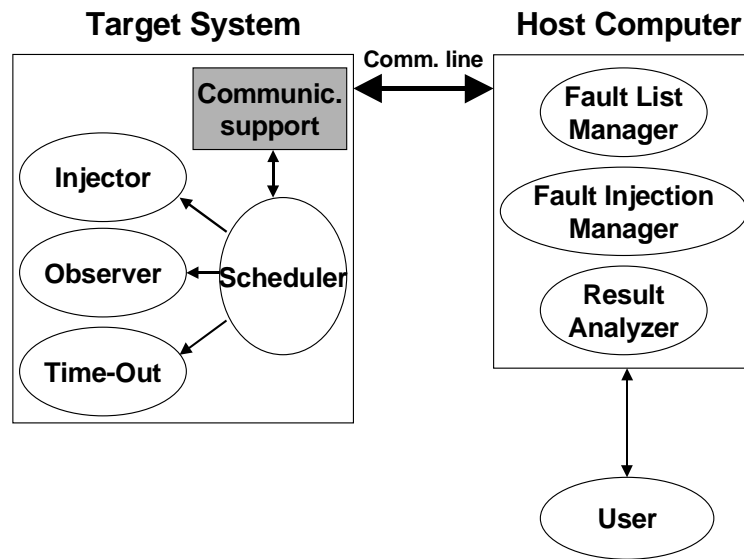 Target System
Host Computer
Comm. line
Communic.
support
Injector
Observer
Scheduler
Time-Out
Fault List
Manager
Fault Injection
Manager
Result
Analyzer
User